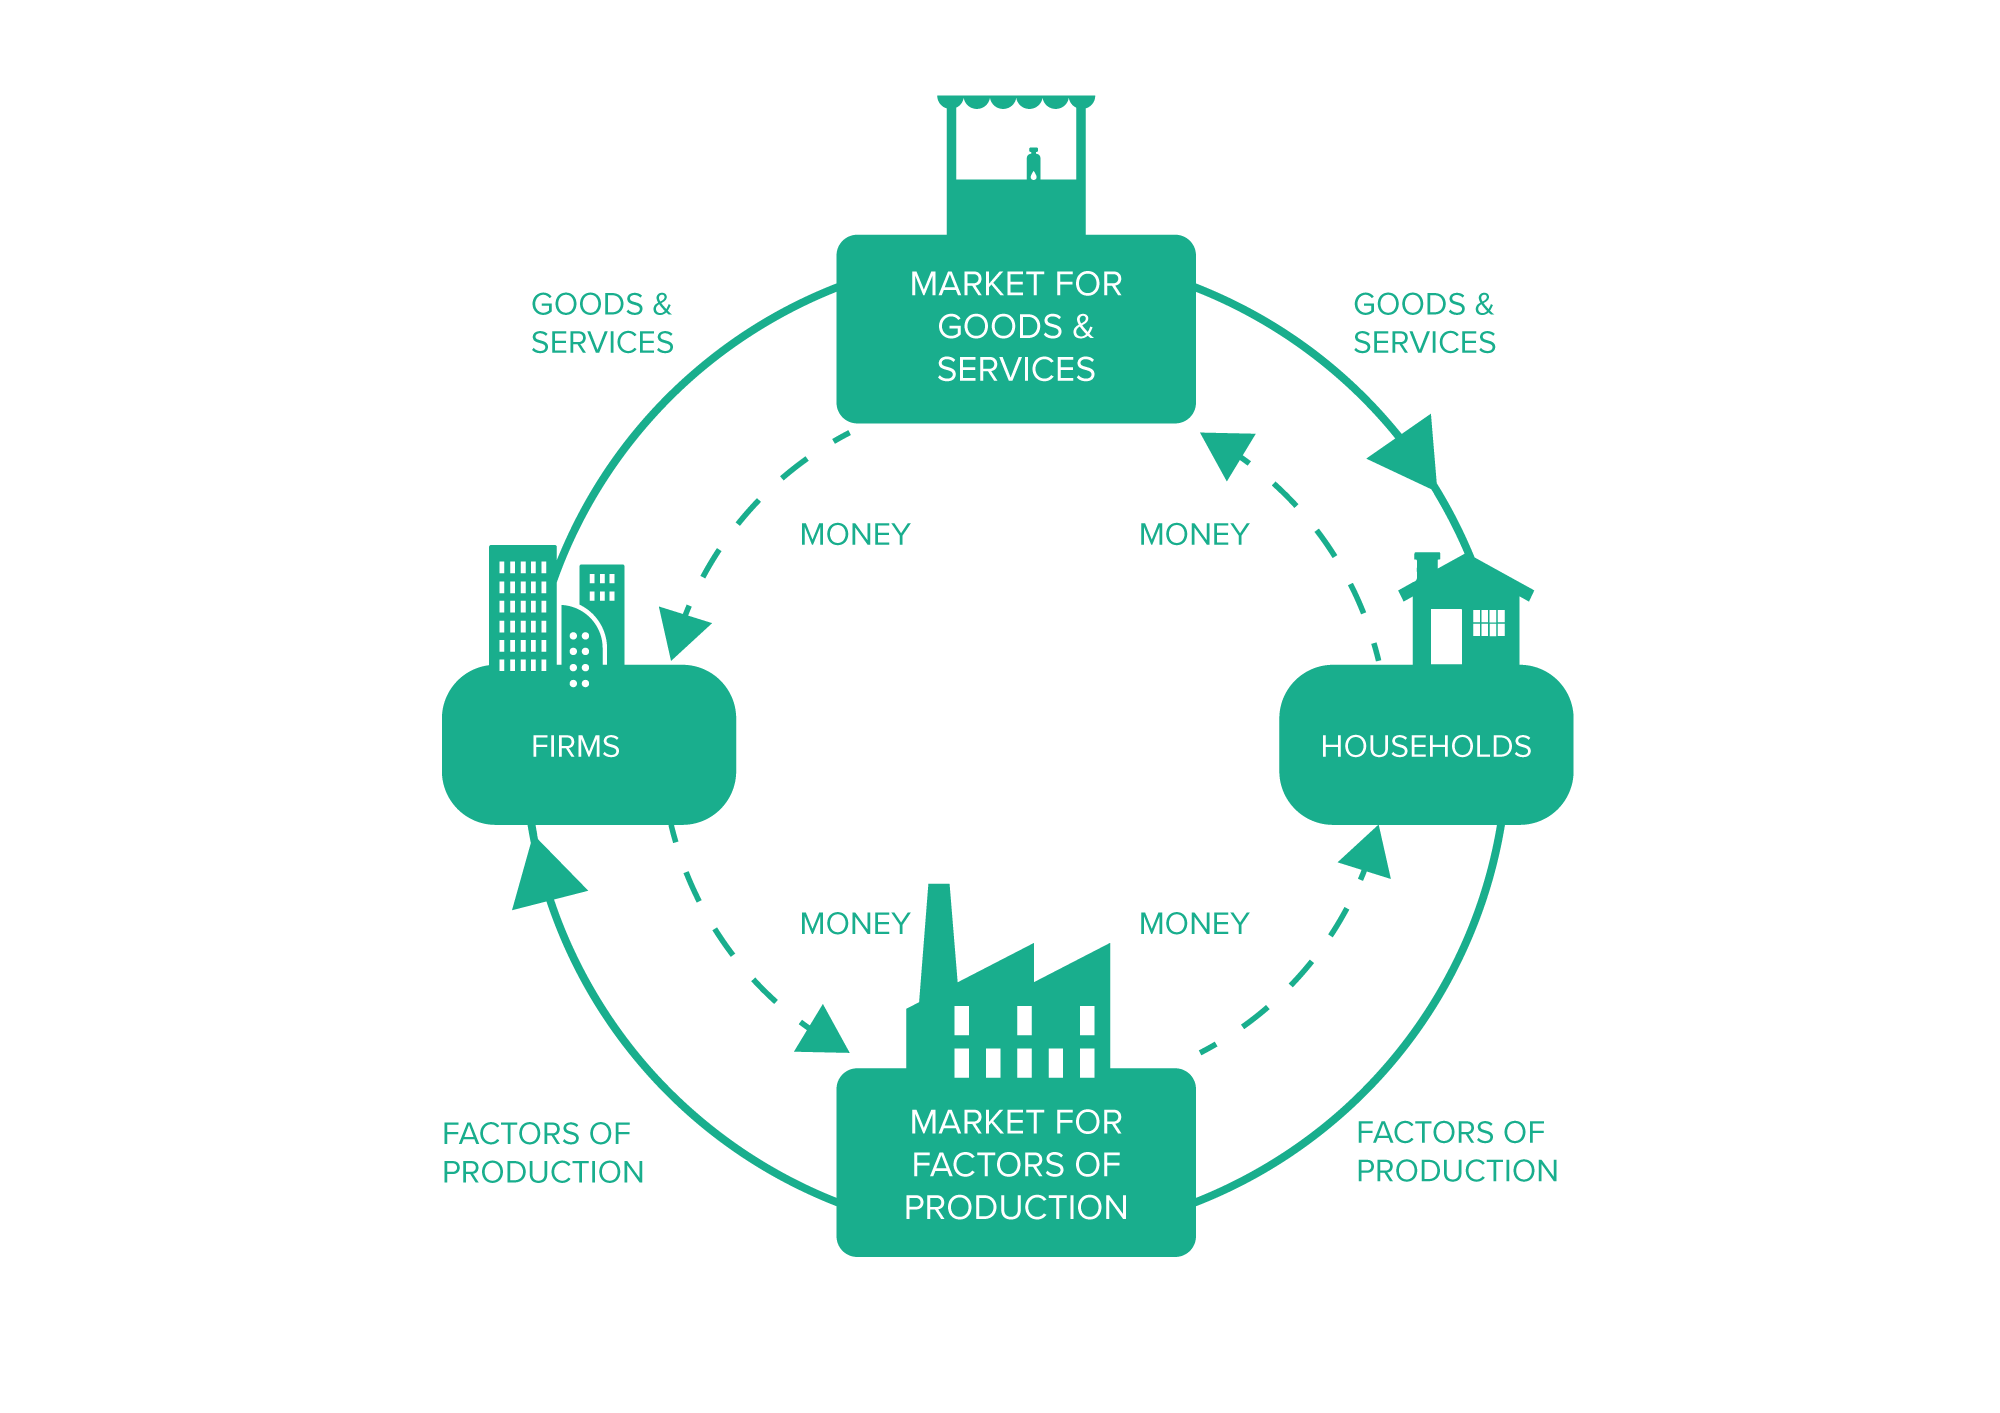 MARKET FOR
GOODS &
SERVICES
GOODS &
SERVICES
GOODS &
SERVICES
MONEY
MONEY
FIRMS
HOUSEHOLDS
MONEY
MONEY
MARKET FOR
FACTORS OF
PRODUCTION
FACTORS OF
PRODUCTION
FACTORS OF
PRODUCTION